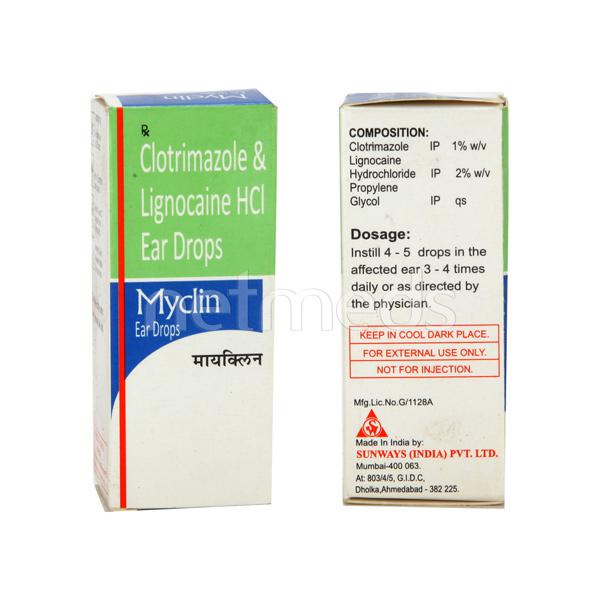 Myclin
℞
Clotrimazole &
Lignocaine HCl
Ear Drops
Myclin
Ear Drops
मायक्लिन
COMPOSITION:
Clotrimazole IP 1% w/v
Lignocaine
Hydrochloride IP 2% w/v
Propylene
Glycol IP qs
Dosage:
Instill 4 - 5 drops in the
affected ear 3 - 4 times
daily or as directed by
the physician.
KEEP IN COOL DARK PLACE.
FOR EXTERNAL USE ONLY.
NOT FOR INJECTION.
Mfg.Lic.No.G/1128A
Made In India by:
SUNWAYS (INDIA) PVT. LTD.
Mumbai-400 063.
At: 803/4/5, G.I.D.C,
Dholka,Ahmedabad - 382 225.
netmeds